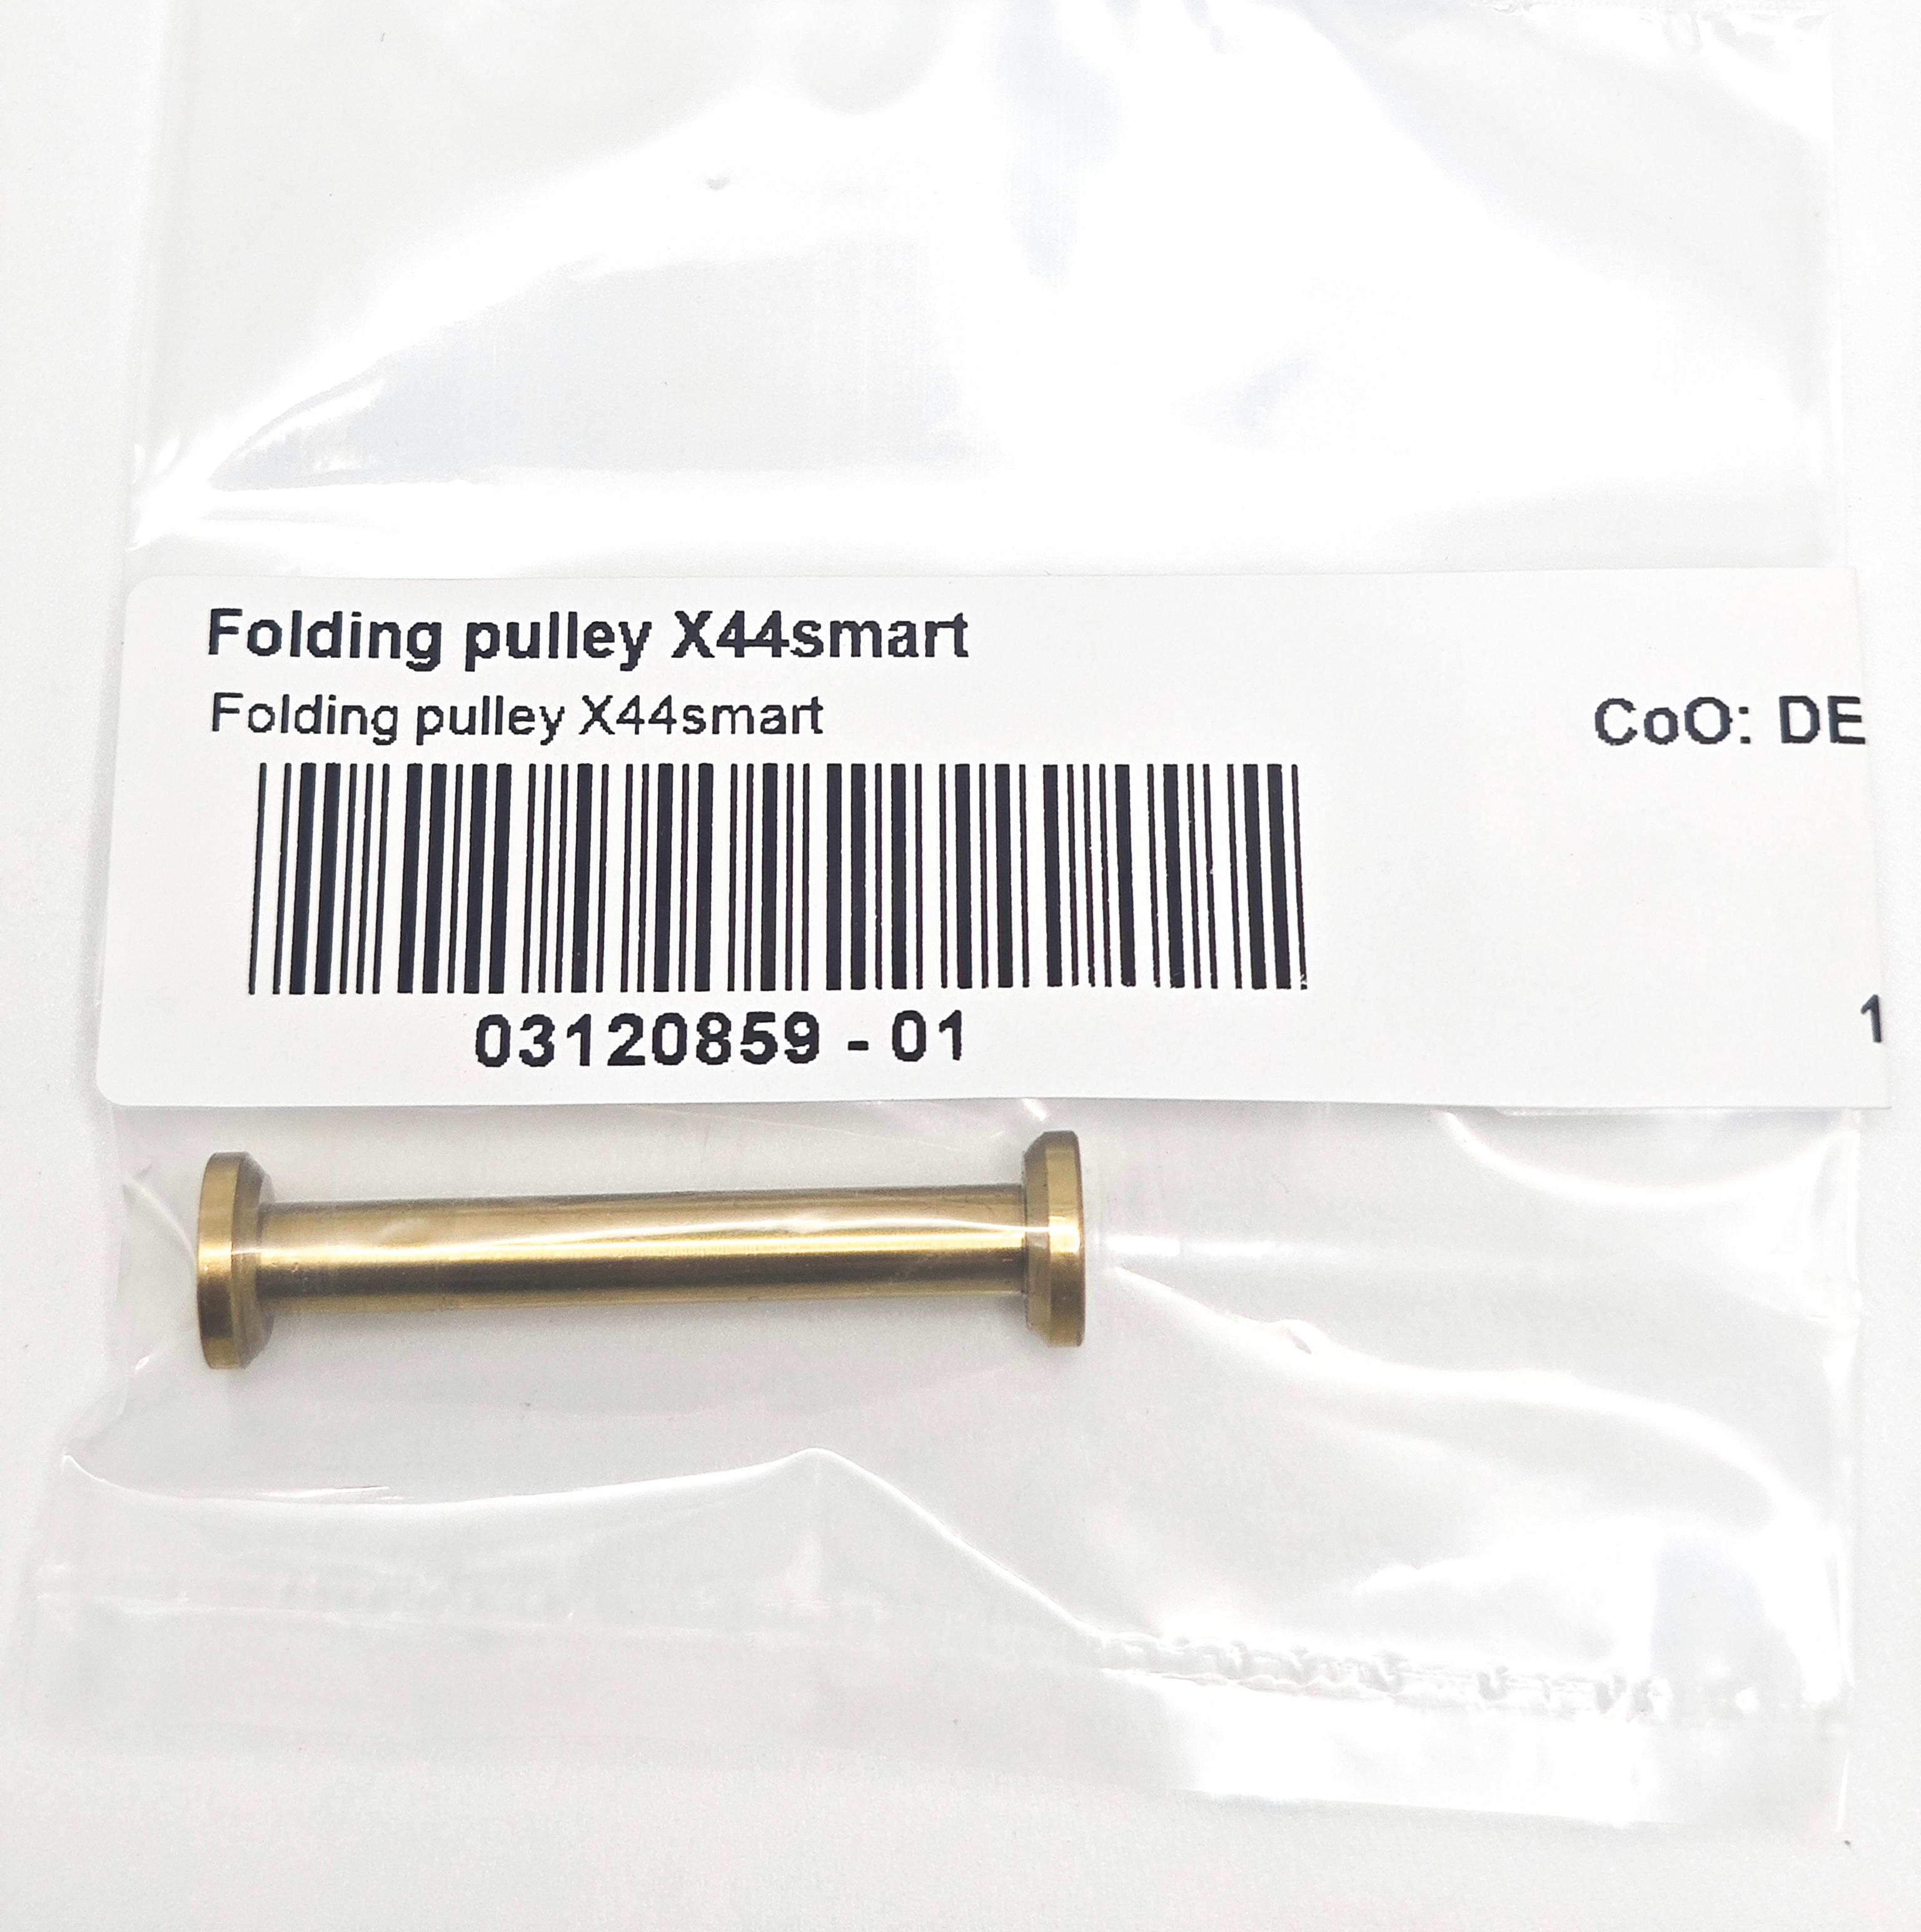 Folding pulley X44smart
Folding pulley X44smart
CoO: DE
03120859 - 01
1